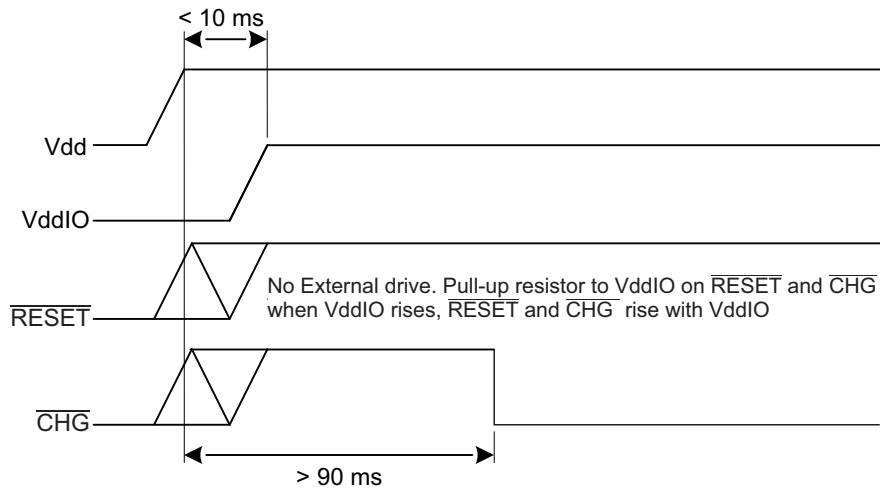 < 10 ms
Vdd
VddIO
No External drive. Pull-up resistor to VddIO on RESET and CHG
when VddIO rises, RESET and CHG rise with VddIO
RESET
CHG
> 90 ms